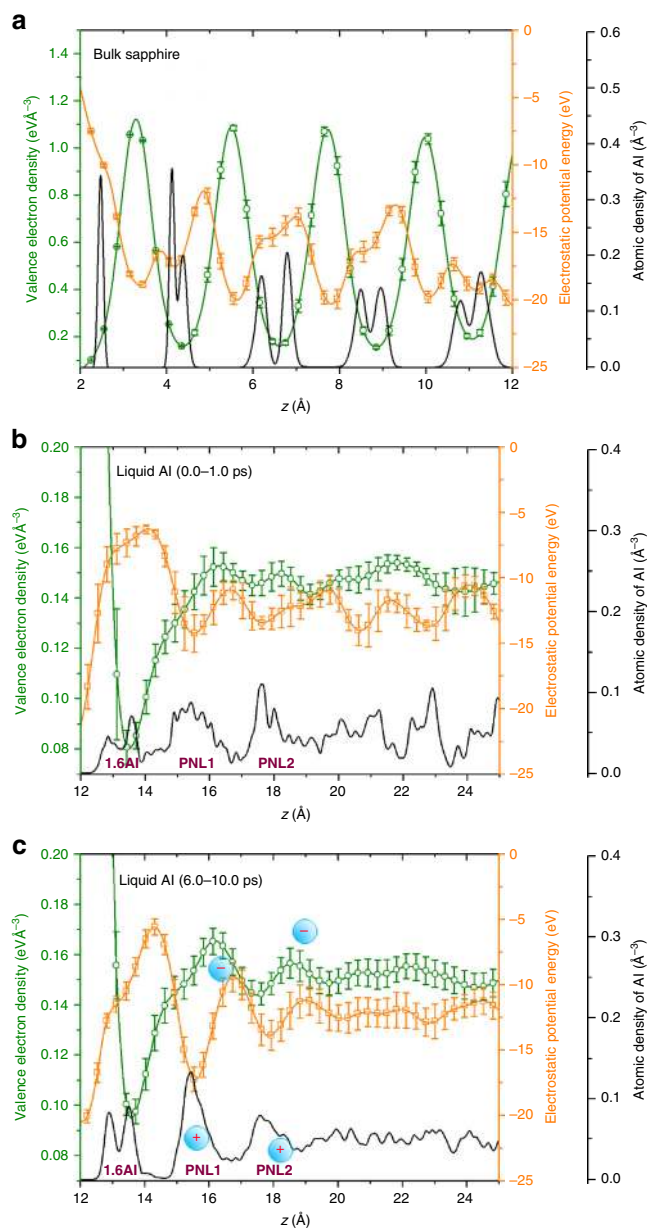 a
Bulk sapphire
Valence electron density (eVÅ⁻³)
1.4
1.2
1.0
0.8
0.6
0.4
0.2
Electrostatic potential energy (eV)
0
−5
−10
−15
−20
−25
Atomic density of Al (Å⁻³)
0.6
0.5
0.4
0.3
0.2
0.1
0.0
2 4 6 8 10 12
z (Å)
b
Liquid Al (0.0–1.0 ps)
Valence electron density (eVÅ⁻³)
0.20
0.16
0.14
0.12
0.10
0.08
Electrostatic potential energy (eV)
0
−5
−10
−15
−20
−25
Atomic density of Al (Å⁻³)
0.4
0.3
0.2
0.1
0.0
1.6Al PNL1 PNL2
12 14 16 18 20 22 24
z (Å)
c
Liquid Al (6.0–10.0 ps)
Valence electron density (eVÅ⁻³)
0.20
0.16
0.14
0.12
0.10
0.08
Electrostatic potential energy (eV)
0
−5
−10
−15
−20
−25
Atomic density of Al (Å⁻³)
0.4
0.3
0.2
0.1
0.0
−
−
+
+
1.6Al PNL1 PNL2
12 14 16 18 20 22 24
z (Å)